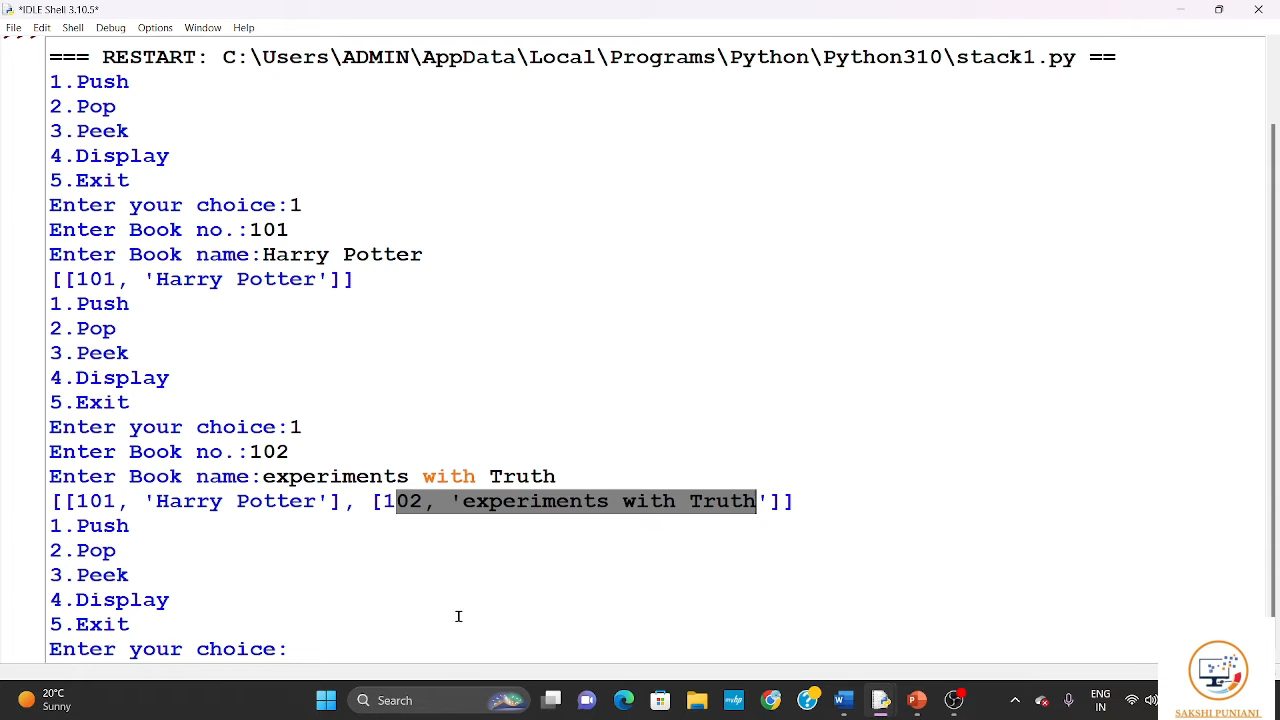 *IDLE Shell 3.10.5*
File Edit Shell Debug Options Window Help
=== RESTART: C:\Users\ADMIN\AppData\Local\Programs\Python\Python310\stack1.py ==
1.Push
2.Pop
3.Peek
4.Display
5.Exit
Enter your choice:1
Enter Book no.:101
Enter Book name:Harry Potter
[[101, 'Harry Potter']]
1.Push
2.Pop
3.Peek
4.Display
5.Exit
Enter your choice:1
Enter Book no.:102
Enter Book name:experiments with Truth
[[101, 'Harry Potter'], [102, 'experiments with Truth']]
1.Push
2.Pop
3.Peek
4.Display
5.Exit
Enter your choice:
20°C
Sunny
Search
ENG
IN
SAKSHI PUNIANI